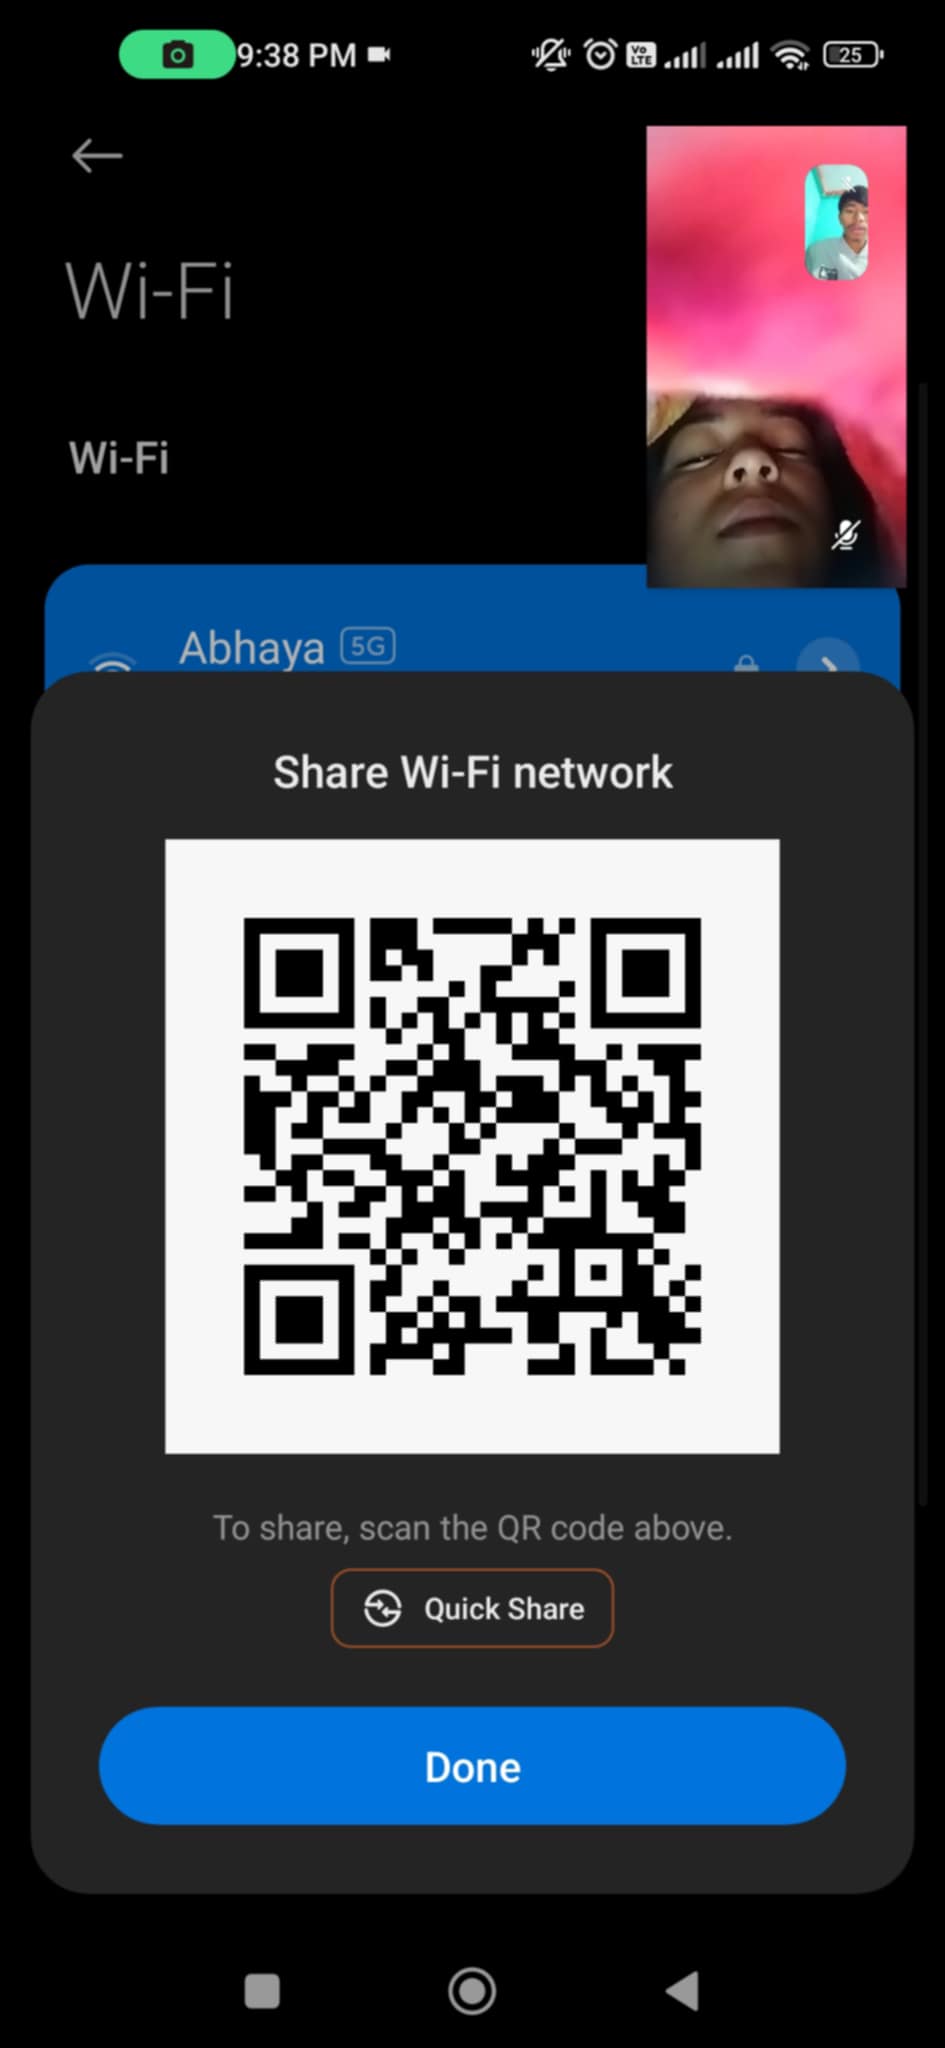 9:38 PM
Vo
LTE
25
Wi-Fi
Wi-Fi
Abhaya 5G
Share Wi-Fi network
To share, scan the QR code above.
Quick Share
Done